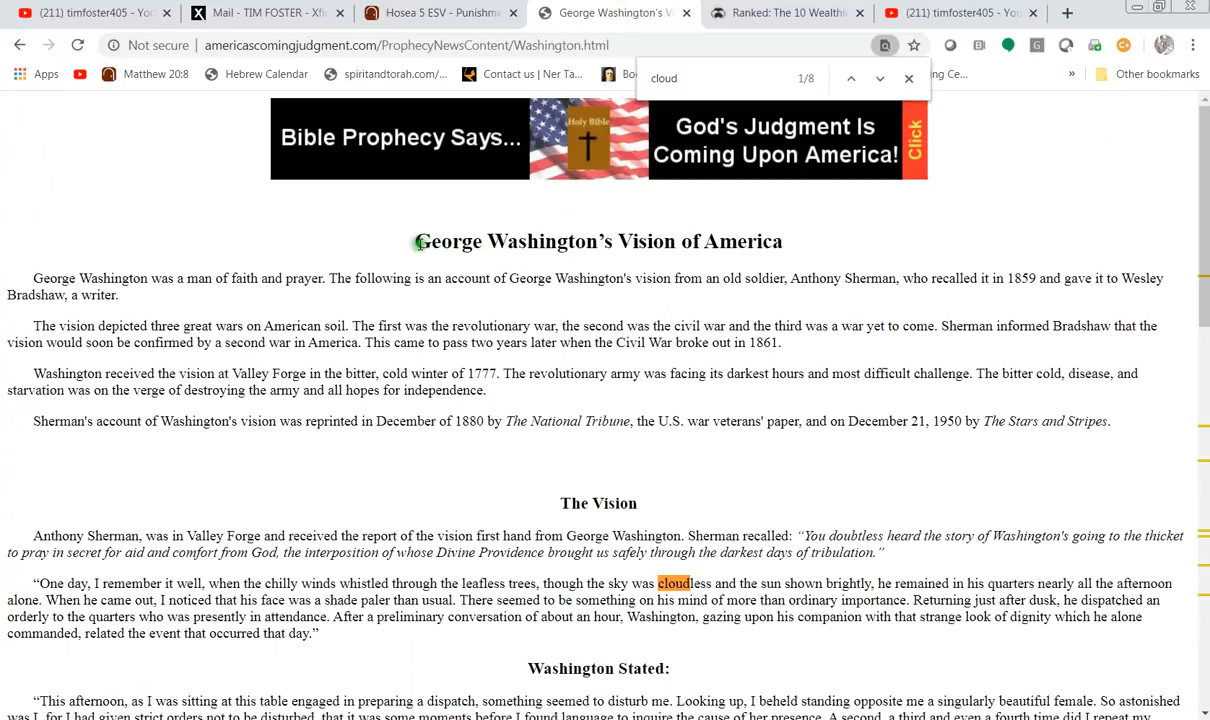 (211) timfoster405 - You
Mail - TIM FOSTER - Xfin
Hosea 5 ESV - Punishme
George Washington's V
Ranked: The 10 Wealthi
(211) timfoster405 - You
Not secure | americascomingjudgment.com/ProphecyNewsContent/Washington.html
Apps Matthew 20:8 Hebrew Calendar spiritandtorah.com/... Contact us | Ner Ta... Bo ng Ce... » Other bookmarks
cloud 1/8
Bible Prophecy Says...
Holy Bible
God's Judgment Is
Coming Upon America!
Click
George Washington's Vision of America
George Washington was a man of faith and prayer. The following is an account of George Washington's vision from an old soldier, Anthony Sherman, who recalled it in 1859 and gave it to Wesley
Bradshaw, a writer.
The vision depicted three great wars on American soil. The first was the revolutionary war, the second was the civil war and the third was a war yet to come. Sherman informed Bradshaw that the
vision would soon be confirmed by a second war in America. This came to pass two years later when the Civil War broke out in 1861.
Washington received the vision at Valley Forge in the bitter, cold winter of 1777. The revolutionary army was facing its darkest hours and most difficult challenge. The bitter cold, disease, and
starvation was on the verge of destroying the army and all hopes for independence.
Sherman's account of Washington's vision was reprinted in December of 1880 by The National Tribune, the U.S. war veterans' paper, and on December 21, 1950 by The Stars and Stripes.
The Vision
Anthony Sherman, was in Valley Forge and received the report of the vision first hand from George Washington. Sherman recalled: “You doubtless heard the story of Washington's going to the thicket
to pray in secret for aid and comfort from God, the interposition of whose Divine Providence brought us safely through the darkest days of tribulation.”
“One day, I remember it well, when the chilly winds whistled through the leafless trees, though the sky was cloudless and the sun shown brightly, he remained in his quarters nearly all the afternoon
alone. When he came out, I noticed that his face was a shade paler than usual. There seemed to be something on his mind of more than ordinary importance. Returning just after dusk, he dispatched an
orderly to the quarters who was presently in attendance. After a preliminary conversation of about an hour, Washington, gazing upon his companion with that strange look of dignity which he alone
commanded, related the event that occurred that day.”
Washington Stated:
“This afternoon, as I was sitting at this table engaged in preparing a dispatch, something seemed to disturb me. Looking up, I beheld standing opposite me a singularly beautiful female. So astonished
was I, for I had given strict orders not to be disturbed, that it was some moments before I found language to inquire the cause of her presence. A second, a third and even a fourth time did I repeat my